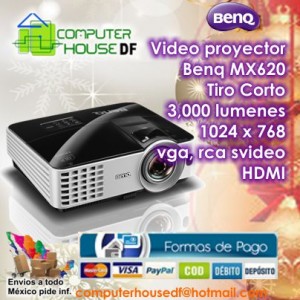 COMPUTER
HOUSE DF
BenQ
Video proyector
Benq MX620
Tiro Corto
3,000 lumenes
1024 x 768
vga, rca svideo
HDMI
BenQ
Formas de Pago
VISA
PayPal
COD
DÉBITO
DEPÓSITO
Envios a todo
México pide inf.
computerhousedf@hotmail.com